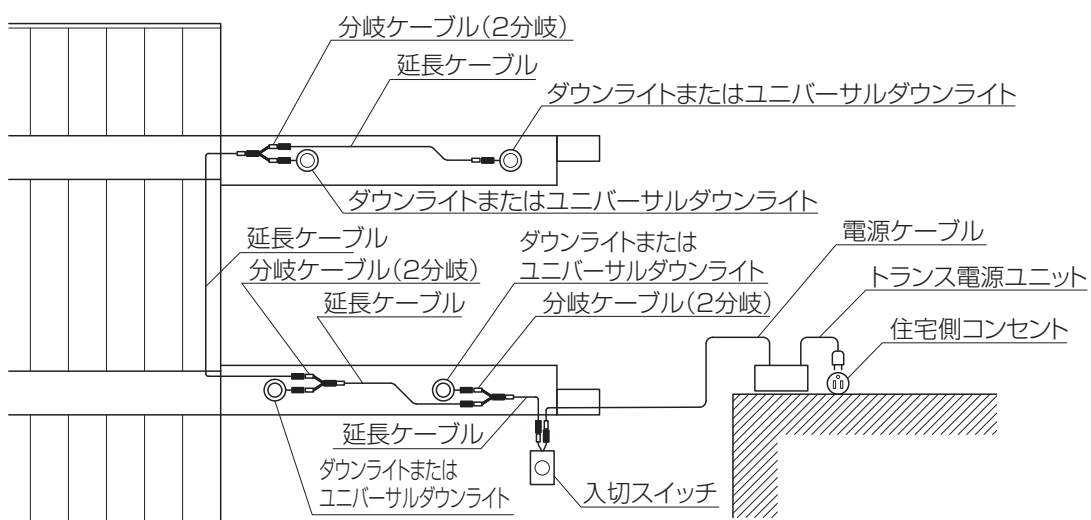 分岐ケーブル(2分岐)
延長ケーブル
ダウンライトまたはユニバーサルダウンライト
ダウンライトまたはユニバーサルダウンライト
延長ケーブル
分岐ケーブル(2分岐)
延長ケーブル
ダウンライトまたは
ユニバーサルダウンライト
分岐ケーブル(2分岐)
電源ケーブル
トランス電源ユニット
住宅側コンセント
延長ケーブル
ダウンライトまたは
ユニバーサルダウンライト
入切スイッチ